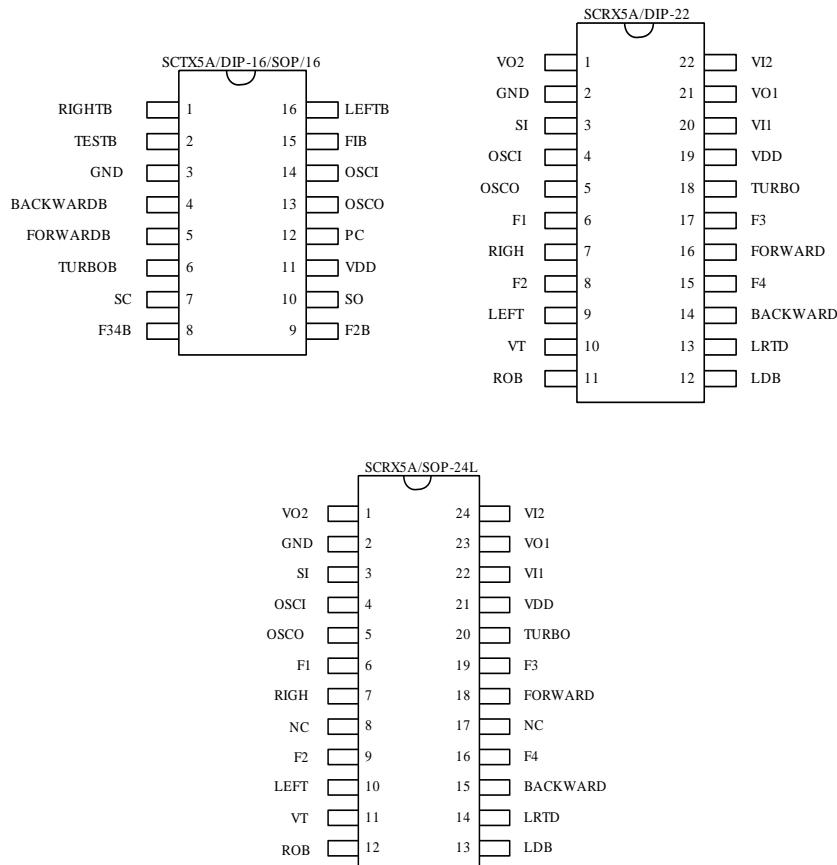 SCTX5A/DIP-16/SOP/16
RIGHTB 1 16 LEFTB
TESTB 2 15 FIB
GND 3 14 OSCI
BACKWARDB 4 13 OSCO
FORWARDB 5 12 PC
TURBOB 6 11 VDD
SC 7 10 SO
F34B 8 9 F2B
SCRX5A/DIP-22
VO2 1 22 VI2
GND 2 21 VO1
SI 3 20 VI1
OSCI 4 19 VDD
OSCO 5 18 TURBO
F1 6 17 F3
RIGH 7 16 FORWARD
F2 8 15 F4
LEFT 9 14 BACKWARD
VT 10 13 LRTD
ROB 11 12 LDB
SCRX5A/SOP-24L
VO2 1 24 VI2
GND 2 23 VO1
SI 3 22 VI1
OSCI 4 21 VDD
OSCO 5 20 TURBO
F1 6 19 F3
RIGH 7 18 FORWARD
NC 8 17 NC
F2 9 16 F4
LEFT 10 15 BACKWARD
VT 11 14 LRTD
ROB 12 13 LDB